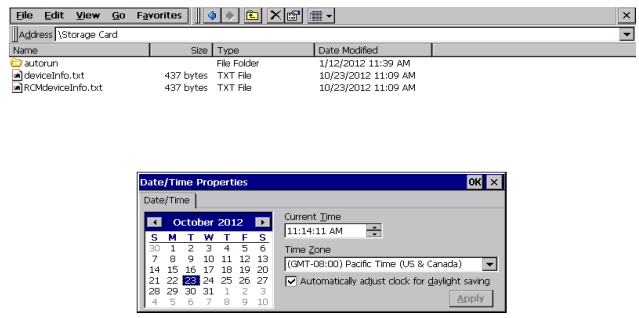 File Edit View Go Favorites
Address \Storage Card
Name Size Type Date Modified
autorun File Folder 1/12/2012 11:39 AM
deviceInfo.txt 437 bytes TXT File 10/23/2012 11:09 AM
RCMdeviceInfo.txt 437 bytes TXT File 10/23/2012 11:09 AM
Date/Time Properties OK
Date/Time
October 2012
S M T W T F S
30 1 2 3 4 5 6
7 8 9 10 11 12 13
14 15 16 17 18 19 20
21 22 23 24 25 26 27
28 29 30 31 1 2 3
4 5 6 7 8 9 10
Current Time
11:14:11 AM
Time Zone
(GMT-08:00) Pacific Time (US & Canada)
Automatically adjust clock for daylight saving
Apply